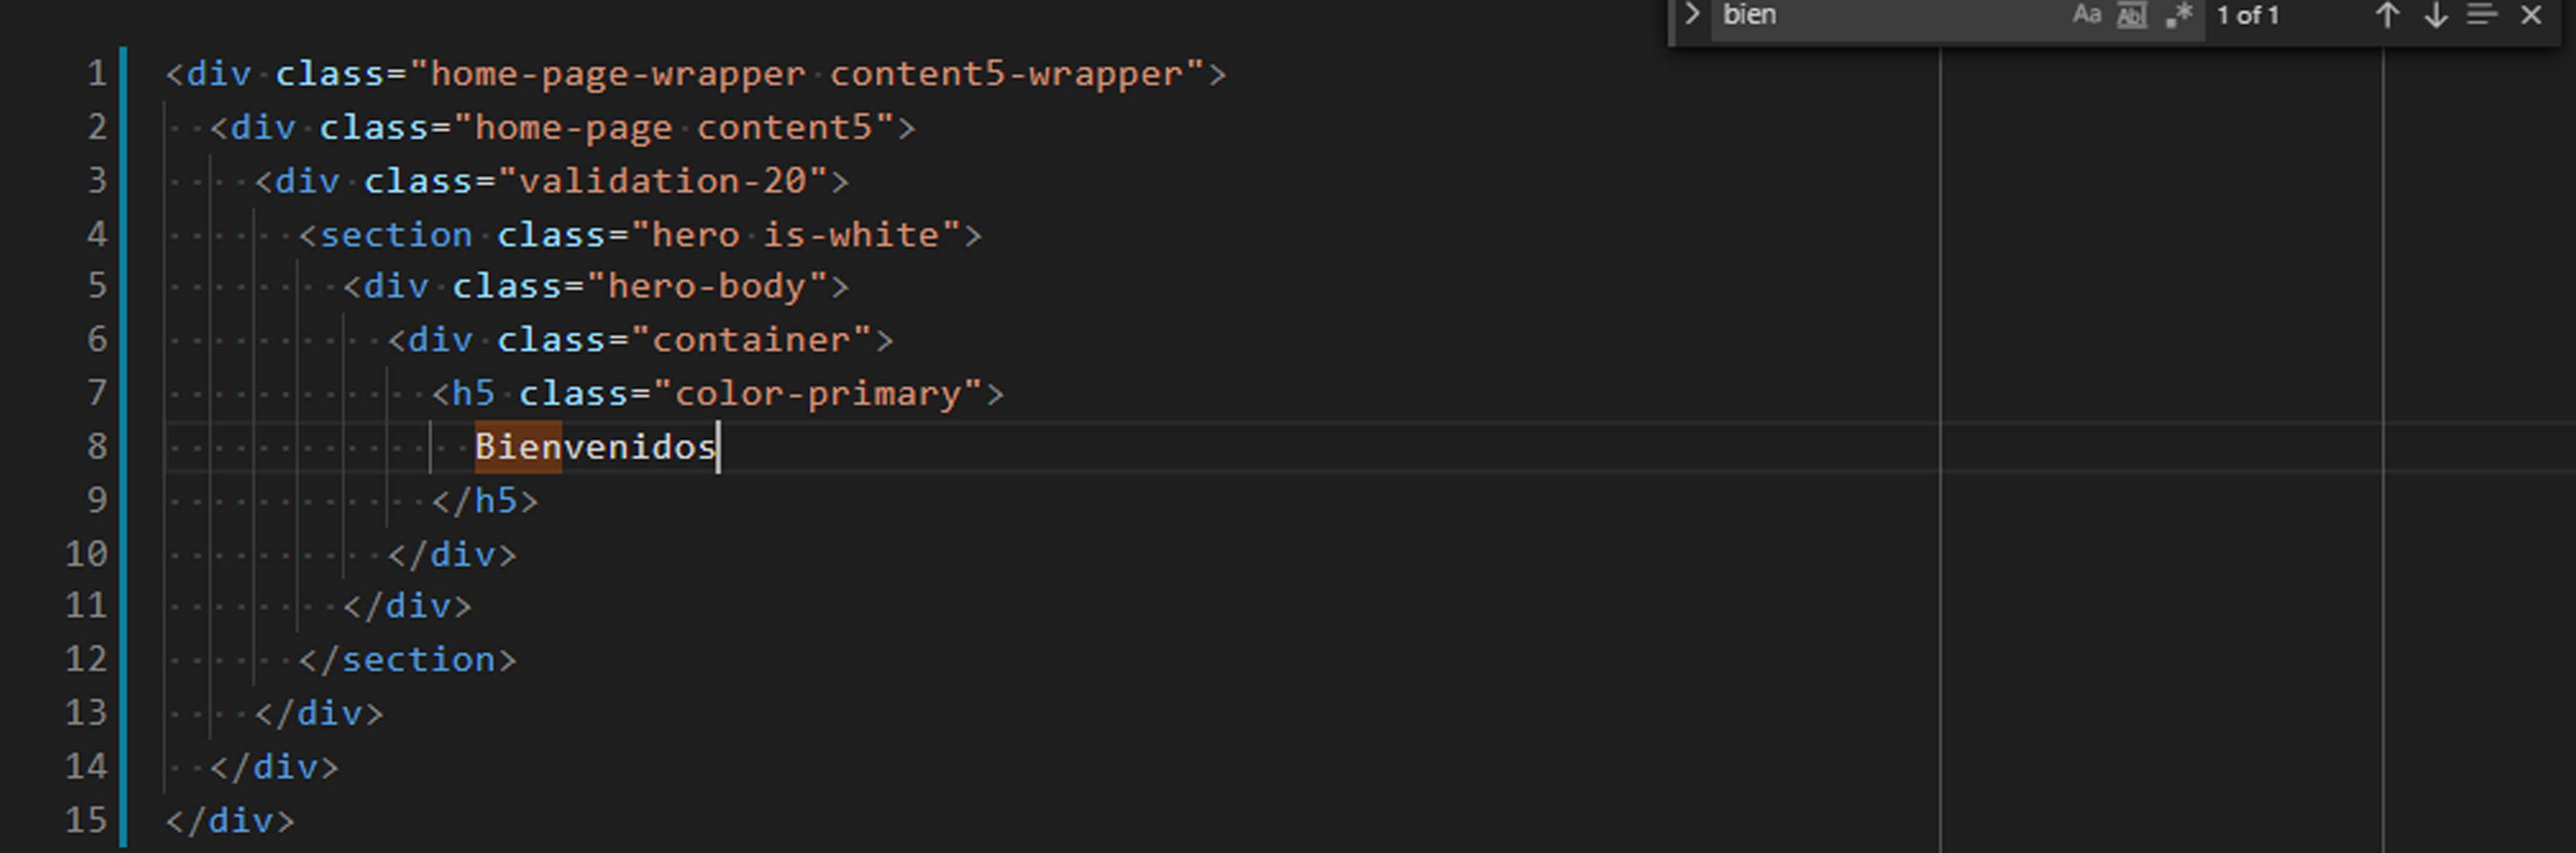 bien Aa Abl .* 1 of 1
1 <div class="home-page-wrapper content5-wrapper">
2   <div class="home-page content5">
3     <div class="validation-20">
4       <section class="hero is-white">
5         <div class="hero-body">
6           <div class="container">
7             <h5 class="color-primary">
8               Bienvenidos
9             </h5>
10           </div>
11         </div>
12       </section>
13     </div>
14   </div>
15 </div>